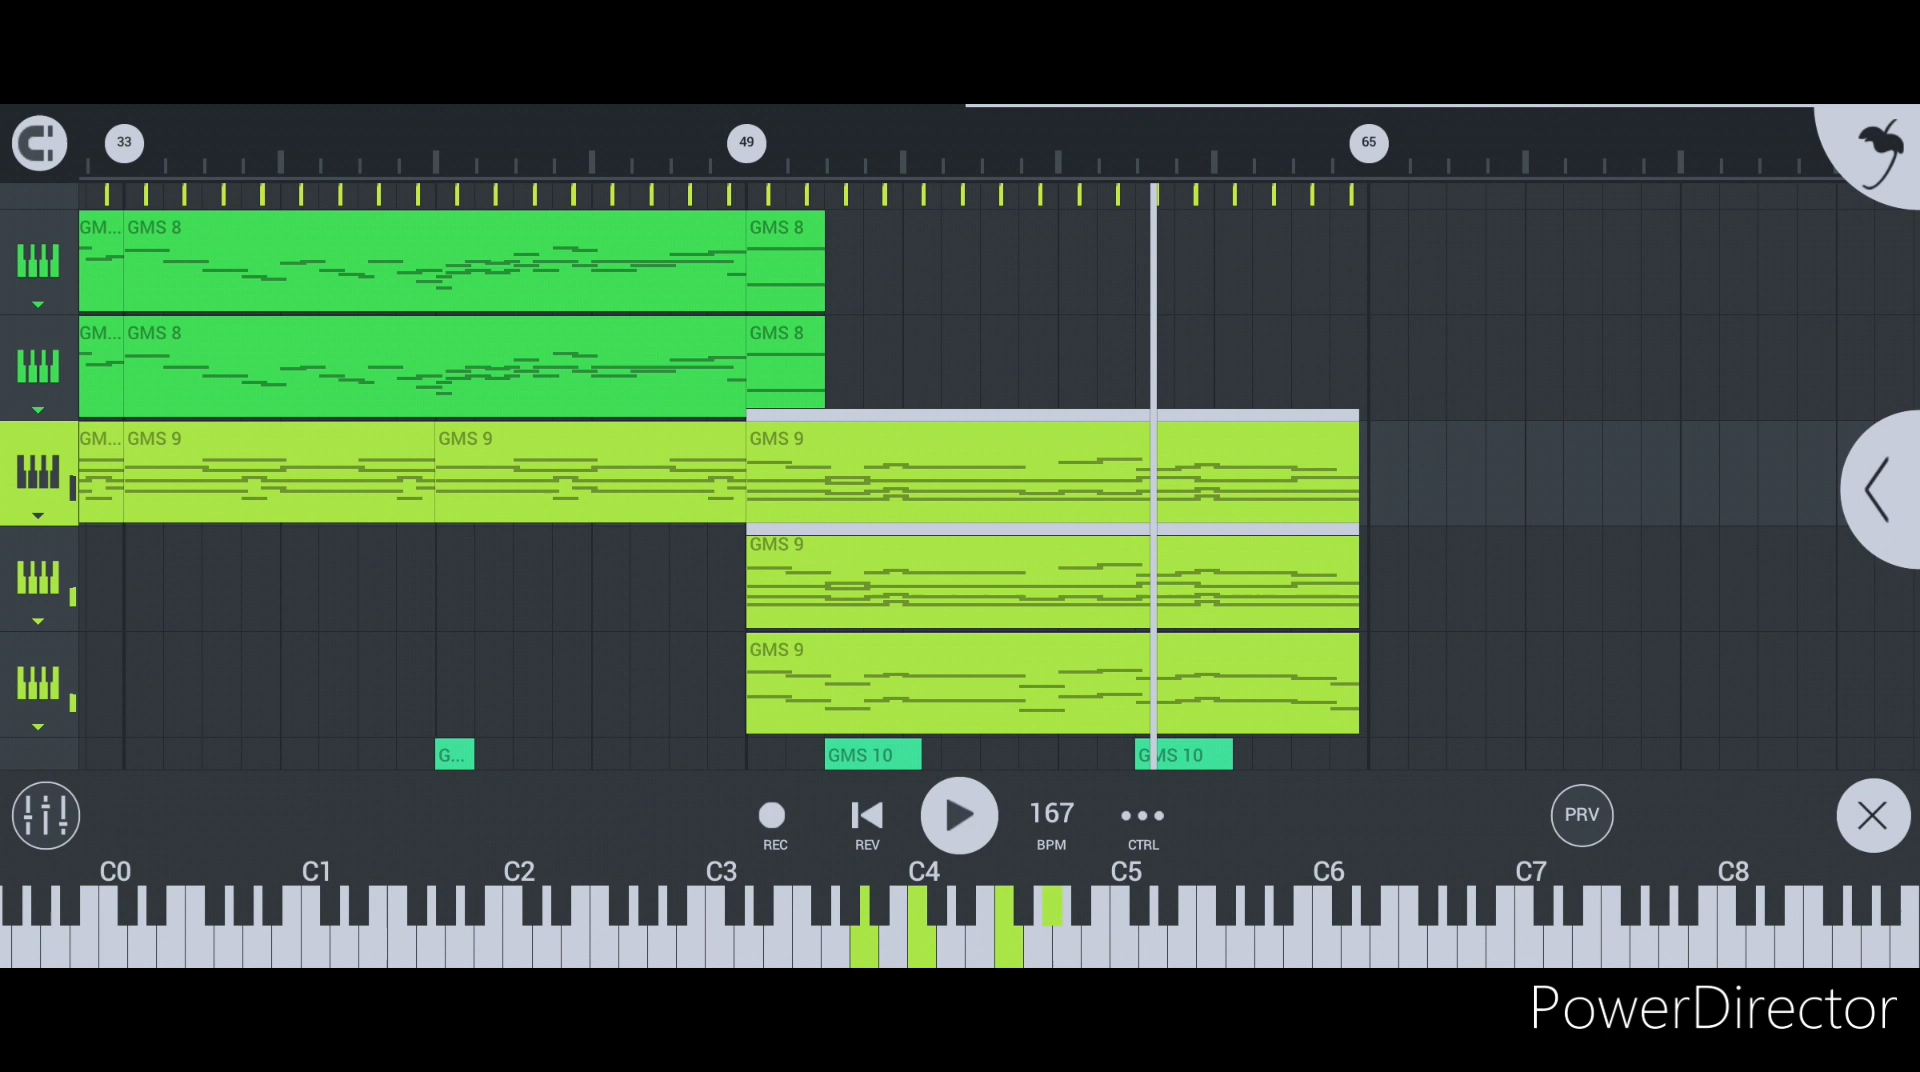 33
49
65
GM... GMS 8
GMS 8
GM... GMS 8
GMS 8
GM... GMS 9
GMS 9
GMS 9
GMS 9
GMS 9
G...
GMS 10
GMS 10
REC
REV
167
BPM
CTRL
PRV
C0 C1 C2 C3 C4 C5 C6 C7 C8
PowerDirector